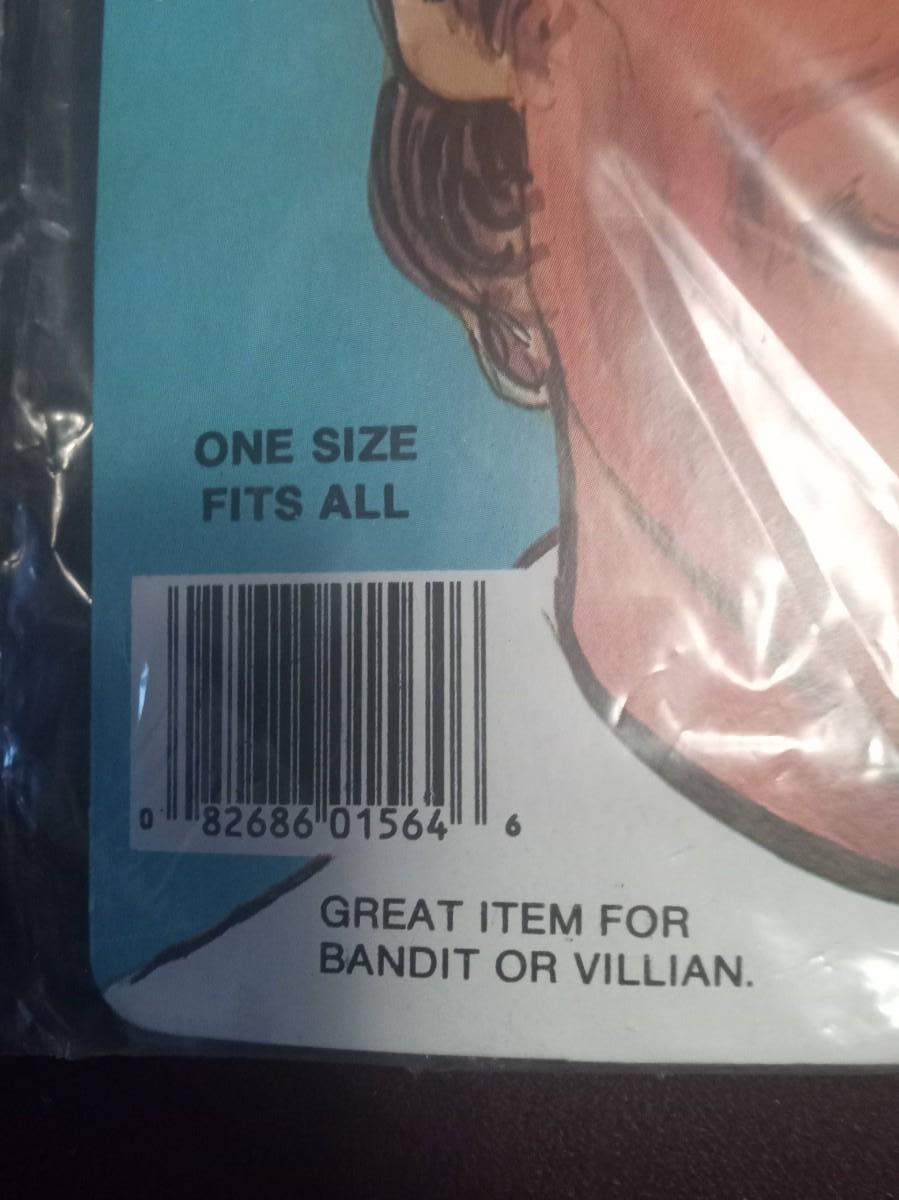 ONE SIZE
FITS ALL
0 82686 01564 6
GREAT ITEM FOR
BANDIT OR VILLIAN.